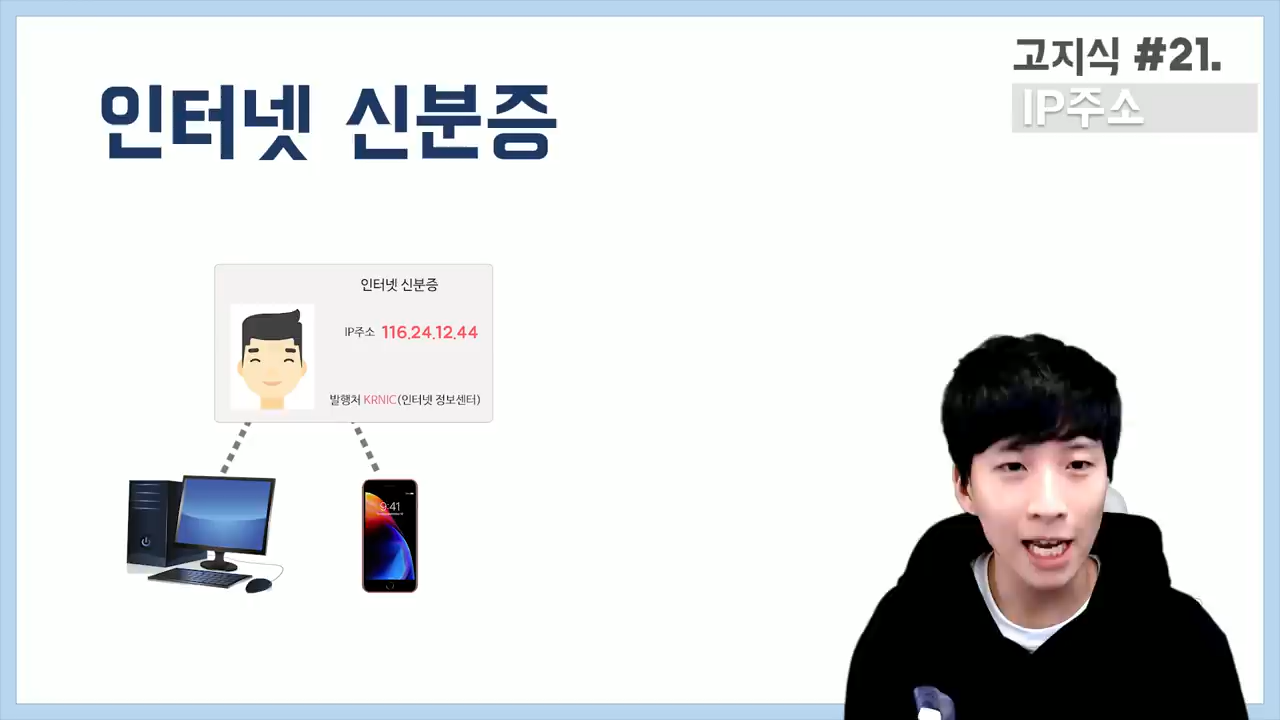 고지식 #21.
IP주소
인터넷 신분증
인터넷 신분증
IP주소 116.24.12.44
발행처 KRNIC(인터넷 정보센터)
9:41